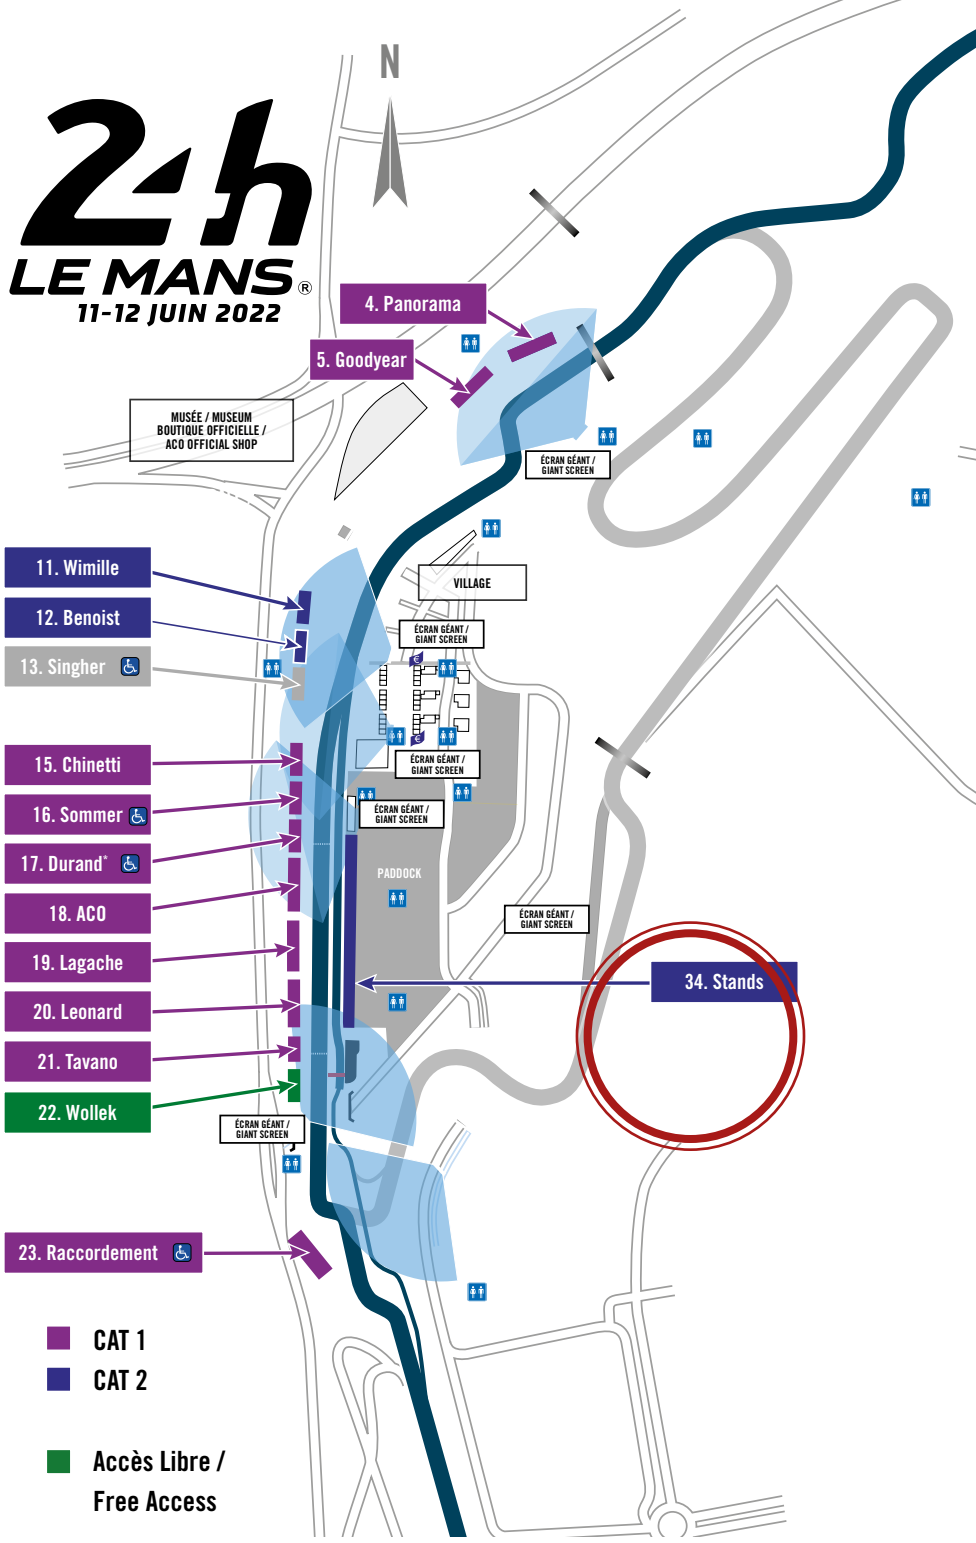 N
24h
LE MANS®
11-12 JUIN 2022
4. Panorama
5. Goodyear
MUSÉE / MUSEUM
BOUTIQUE OFFICIELLE /
ACO OFFICIAL SHOP
ÉCRAN GÉANT /
GIANT SCREEN
11. Wimille
VILLAGE
12. Benoist
ÉCRAN GÉANT /
GIANT SCREEN
13. Singher
€
€
15. Chinetti
ÉCRAN GÉANT /
GIANT SCREEN
16. Sommer
ÉCRAN GÉANT /
GIANT SCREEN
17. Durand*
PADDOCK
18. ACO
ÉCRAN GÉANT /
GIANT SCREEN
19. Lagache
34. Stands
20. Leonard
21. Tavano
22. Wollek
ÉCRAN GÉANT /
GIANT SCREEN
23. Raccordement
CAT 1
CAT 2
Accès Libre /
Free Access